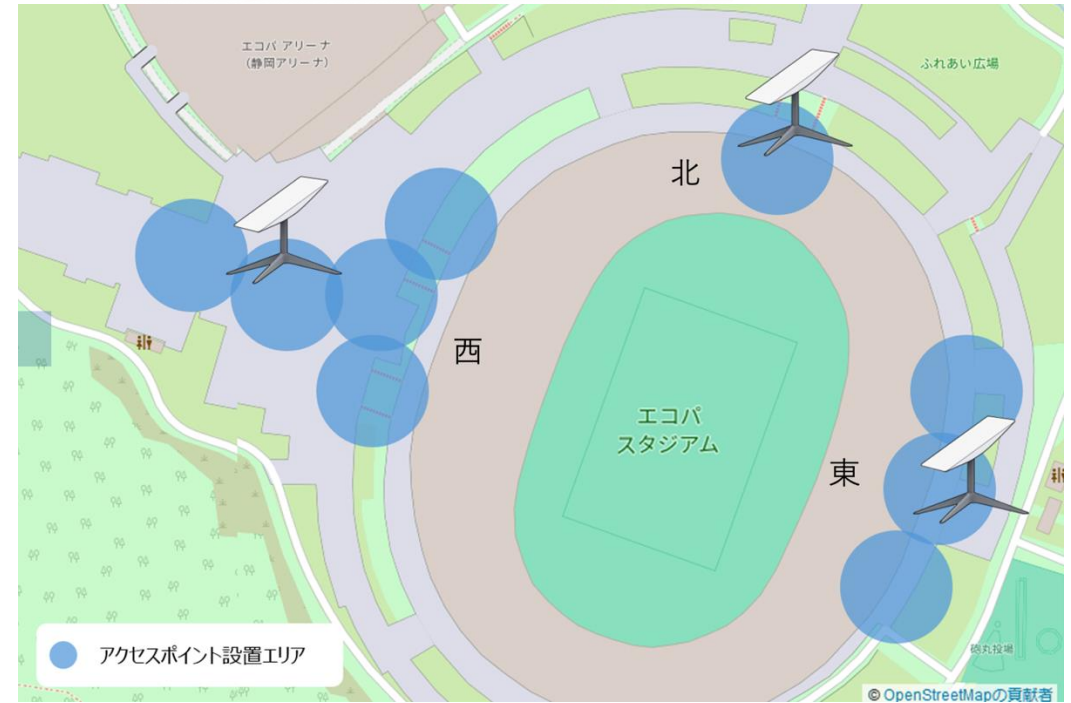 エコパ アリーナ
(静岡アリーナ)
ふれあい広場
北
西
エコパ
スタジアム
東
砲丸投場
アクセスポイント設置エリア
© OpenStreetMapの貢献者